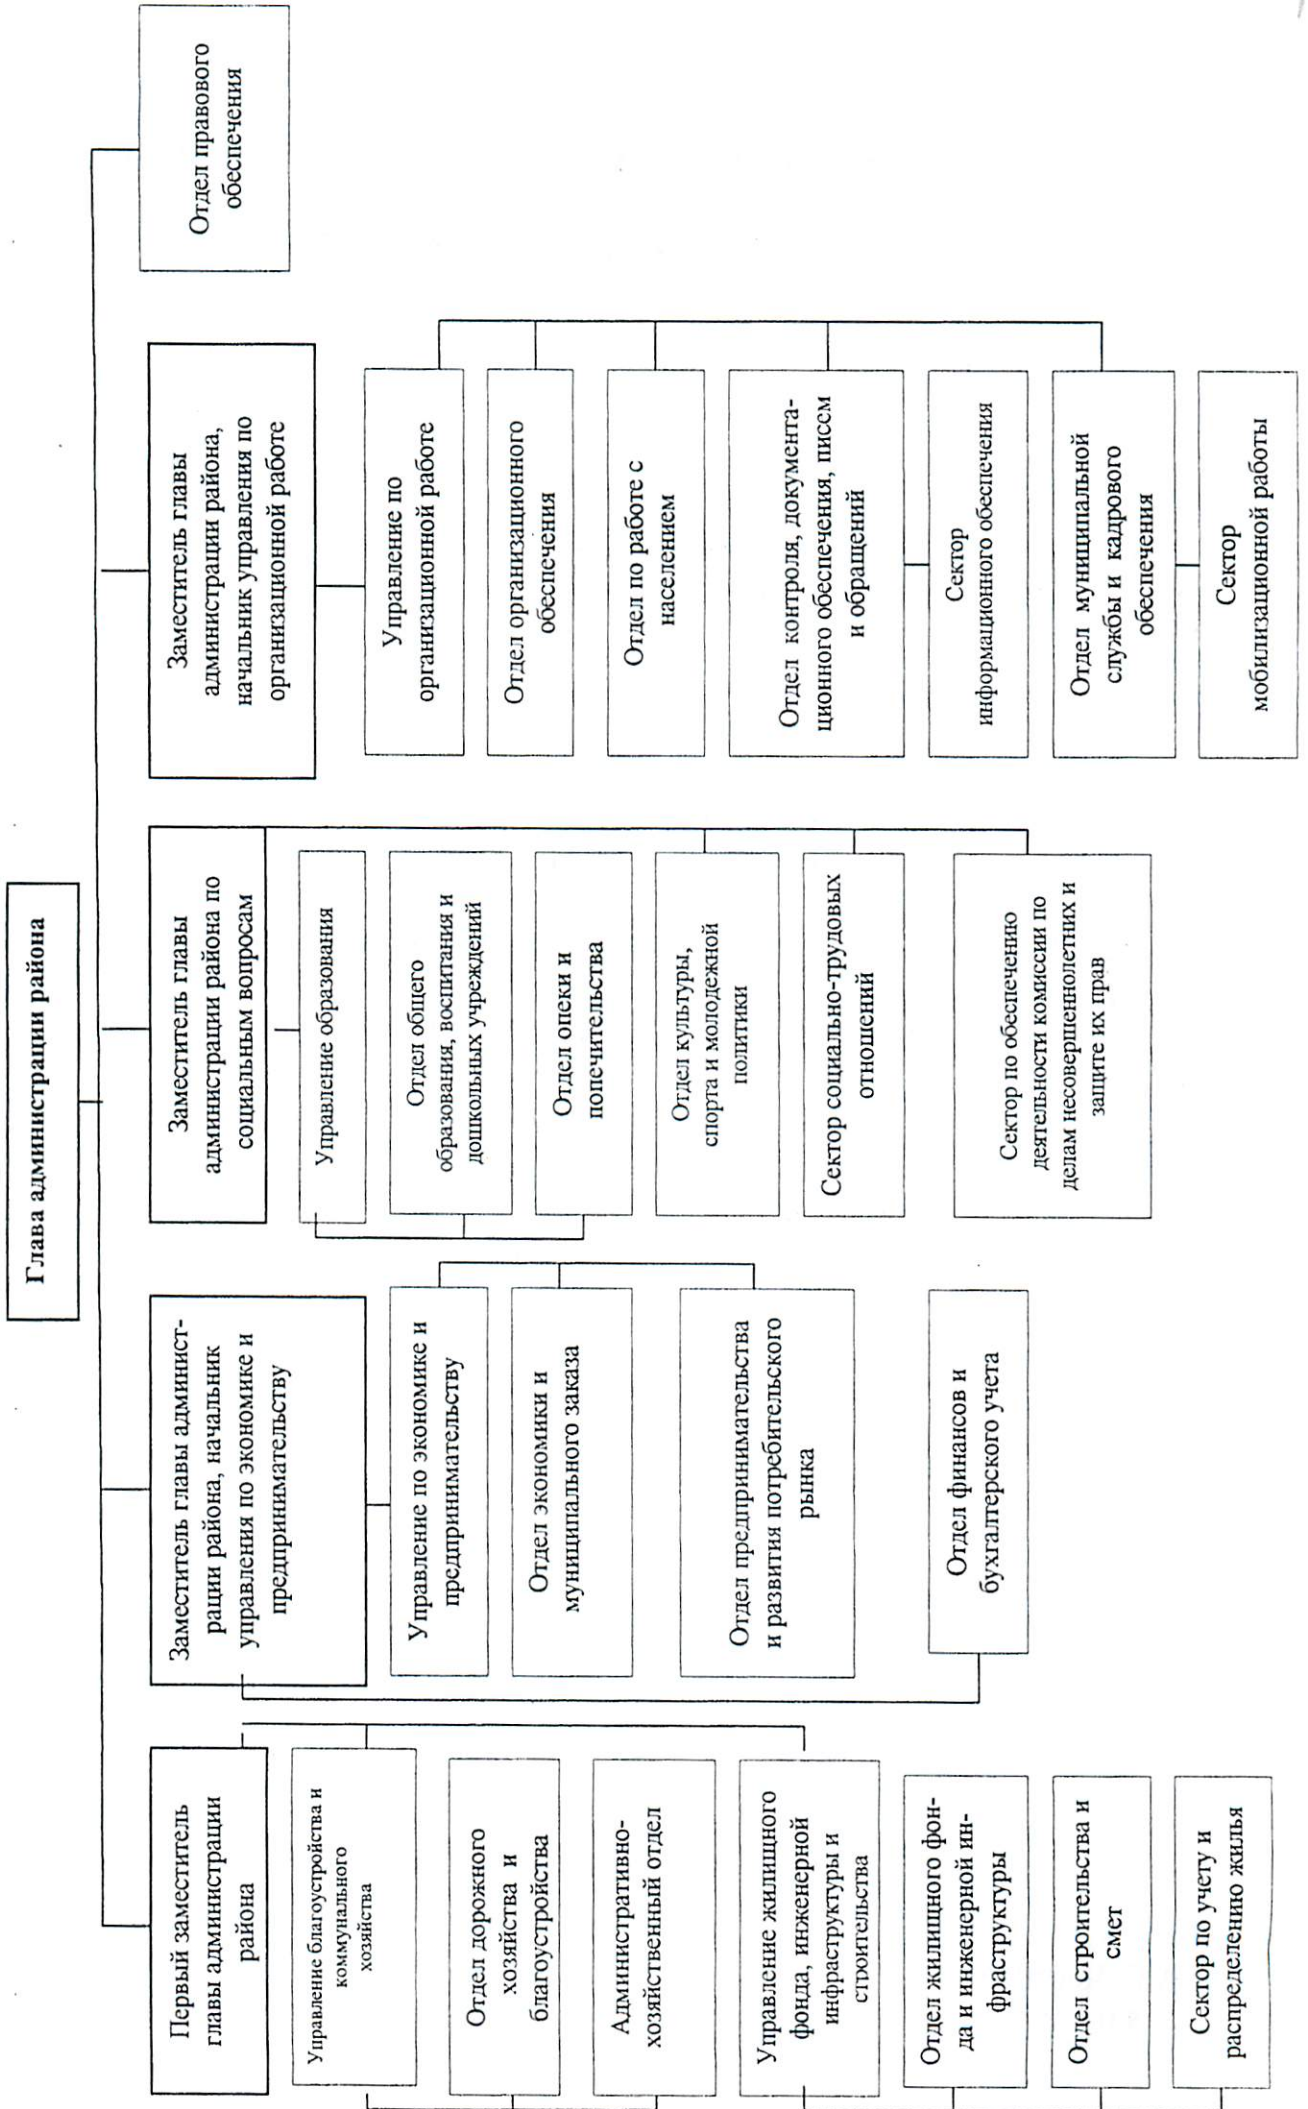 Глава администрации района
Первый заместитель
главы администрации
района
Управление благоустройства и
коммунального
хозяйства
Отдел дорожного
хозяйства и
благоустройства
Административно-
хозяйственный отдел
Управление жилищного
фонда, инженерной
инфраструктуры и
строительства
Отдел жилищного фон-
да и инженерной ин-
фраструктуры
Отдел строительства и
смет
Сектор по учету и
распределению жилья
Заместитель главы админист-
рации район, начальник
управления по экономике и
предпринимательству
Управление по экономике и
предпринимательству
Отдел экономики и
муниципального заказа
Отдел предпринимательства
и развития потребительского
рынка
Отдел финансов и
бухгалтерского учета
Заместитель главы
администрации района по
социальным вопросам
Управление образования
Отдел общего
образования, воспитания и
дошкольных учреждений
Отдел опеки и
попечительства
Отдел культуры,
спорта и молодежной
политики
Сектор социально-трудовых
отношений
Сектор по обеспечению
деятельности комиссии по
делам несовершеннолетних и
защите их прав
Заместитель главы
администрации района,
начальник управления по
организационной работе
Управление по
организационной работе
Отдел организационного
обеспечения
Отдел по работе с
населением
Отдел контроля, документа-
ционного обеспечения, писем
и обращений
Сектор
информационного обеспечения
Отдел муниципальной
службы и кадрового
обеспечения
Сектор
мобилизационной работы
Отдел правового
обеспечения